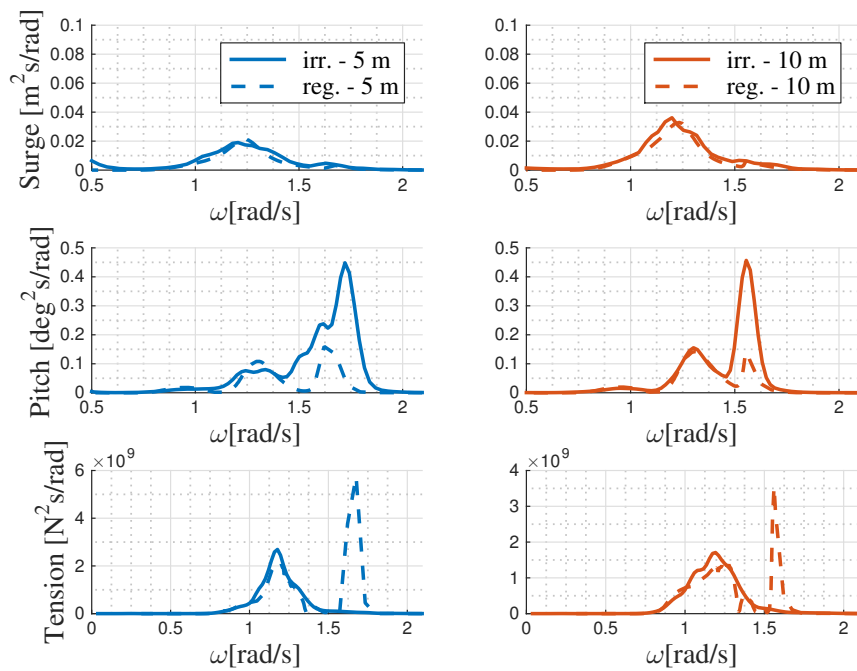 0.1
0.08
0.06
0.04
0.02
0
0.5 1 1.5 2
Surge [m²s/rad]
ω[rad/s]
irr. - 5 m
reg. - 5 m
0.1
0.08
0.06
0.04
0.02
0
0.5 1 1.5 2
ω[rad/s]
irr. - 10 m
reg. - 10 m
0.5
0.4
0.3
0.2
0.1
0
0.5 1 1.5 2
Pitch [deg²s/rad]
ω[rad/s]
0.5
0.4
0.3
0.2
0.1
0
0.5 1 1.5 2
ω[rad/s]
×10⁹
6
4
2
0
0 0.5 1 1.5 2
Tension [N²s/rad]
ω[rad/s]
×10⁹
4
3
2
1
0
0 0.5 1 1.5 2
ω[rad/s]